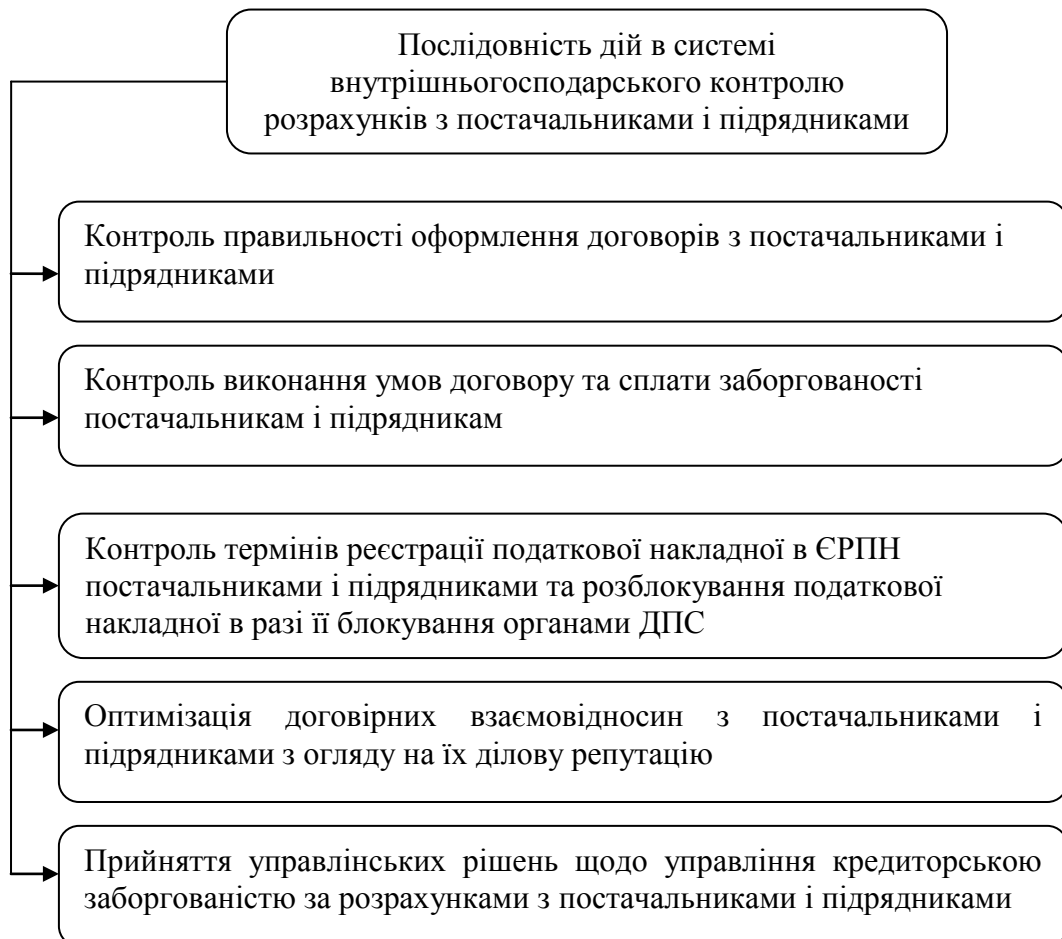 Послідовність дій в системі
внутрішньогосподарського контролю
розрахунків з постачальниками і підрядниками
Контроль правильності оформлення договорів з постачальниками і
підрядниками
Контроль виконання умов договору та сплати заборгованості
постачальникам і підрядникам
Контроль термінів реєстрації податкової накладної в ЄРПН
постачальниками і підрядниками та розблокування податкової
накладної в разі її блокування органами ДПС
Оптимізація договірних взаємовідносин з постачальниками і
підрядниками з огляду на їх ділову репутацію
Прийняття управлінських рішень щодо управління кредиторською
заборгованістю за розрахунками з постачальниками і підрядниками